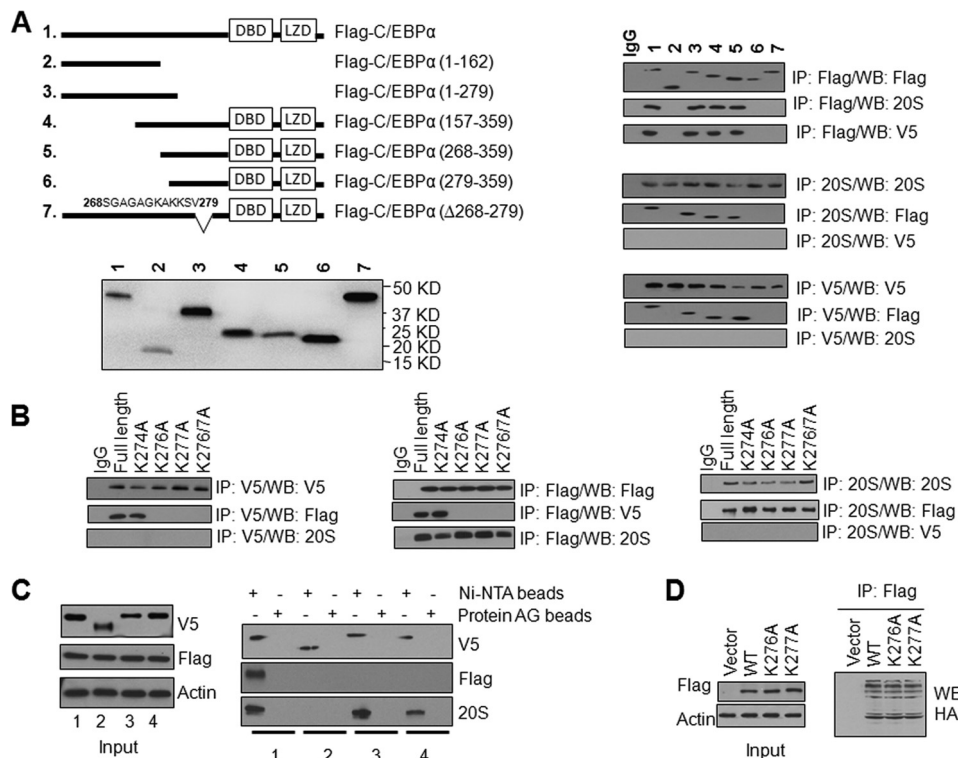 A
1. DBD LZD Flag-C/EBPα
2. Flag-C/EBPα (1-162)
3. Flag-C/EBPα (1-279)
4. DBD LZD Flag-C/EBPα (157-359)
5. DBD LZD Flag-C/EBPα (268-359)
6. DBD LZD Flag-C/EBPα (279-359)
268SGAGAGKAKKSV279
7. DBD LZD Flag-C/EBPα (Δ268-279)
1 2 3 4 5 6 7
50 KD
37 KD
25 KD
20 KD
15 KD
IgG 1 2 3 4 5 6 7
IP: Flag/WB: Flag
IP: Flag/WB: 20S
IP: Flag/WB: V5
IP: 20S/WB: 20S
IP: 20S/WB: Flag
IP: 20S/WB: V5
IP: V5/WB: V5
IP: V5/WB: Flag
IP: V5/WB: 20S
B
IgG Full length K274A K276A K277A K276/7A
IP: V5/WB: V5
IP: V5/WB: Flag
IP: V5/WB: 20S
IgG Full length K274A K276A K277A K276/7A
IP: Flag/WB: Flag
IP: Flag/WB: V5
IP: Flag/WB: 20S
IgG Full length K274A K276A K277A K276/7A
IP: 20S/WB: 20S
IP: 20S/WB: Flag
IP: 20S/WB: V5
C
V5
Flag
Actin
1 2 3 4
Input
+ - + - + - + - Ni-NTA beads
- + - + - + - + Protein AG beads
V5
Flag
20S
1 2 3 4
D
Vector WT K276A K277A
Flag
Actin
Input
IP: Flag
Vector WT K276A K277A
WB
HA